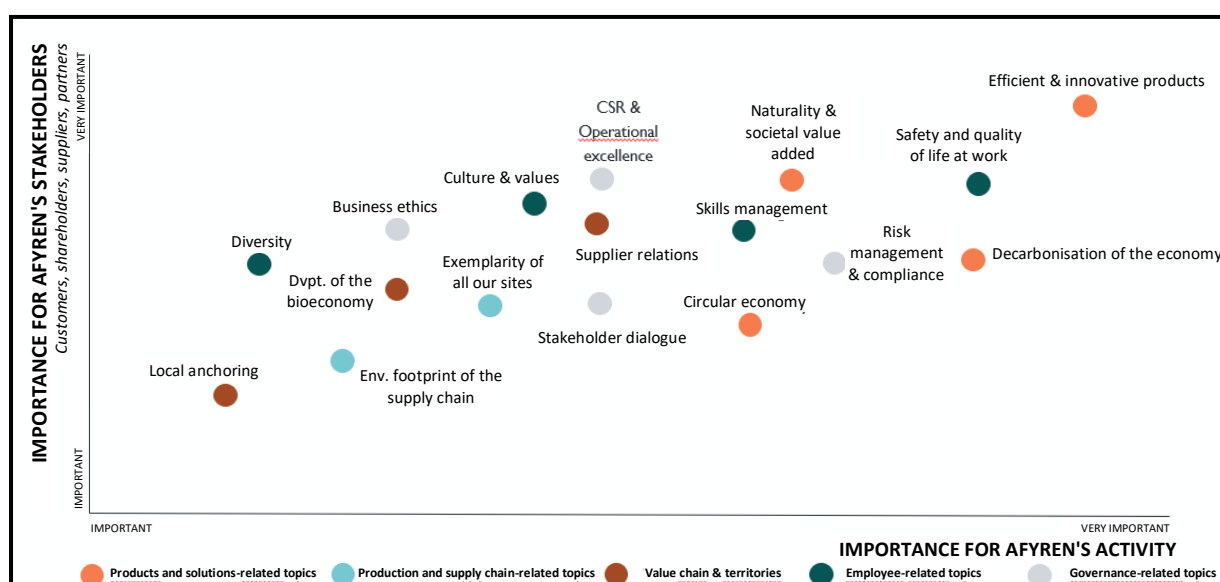 IMPORTANCE FOR AFYREN'S STAKEHOLDERS
Customers, shareholders, suppliers, partners
VERY IMPORTANT
IMPORTANT
Efficient & innovative products
CSR &
Operational
excellence
Naturality &
societal value
added
Safety and quality
of life at work
Culture & values
Business ethics
Skills management
Diversity
Supplier relations
Risk
management
& compliance
Decarbonisation of the economy
Exemplarity of
all our sites
Dvpt. of the
bioeconomy
Circular economy
Stakeholder dialogue
Local anchoring
Env. footprint of the
supply chain
IMPORTANT
VERY IMPORTANT
IMPORTANCE FOR AFYREN'S ACTIVITY
Products and solutions-related topics
Production and supply chain-related topics
Value chain & territories
Employee-related topics
Governance-related topics